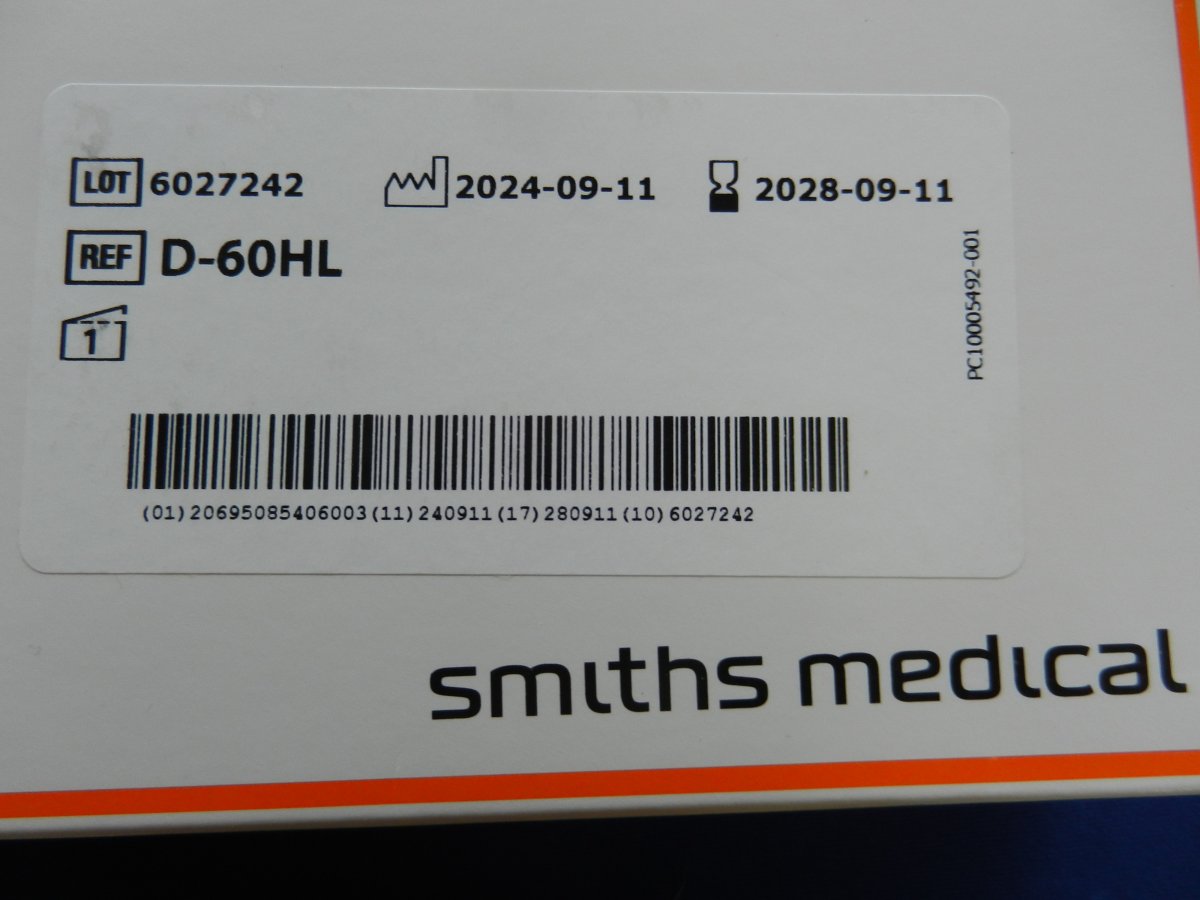 LOT 6027242 2024-09-11 2028-09-11
REF D-60HL
1
PC10005492-001
(01)20695085406003(11)240911(17)280911(10)6027242
smiths medical